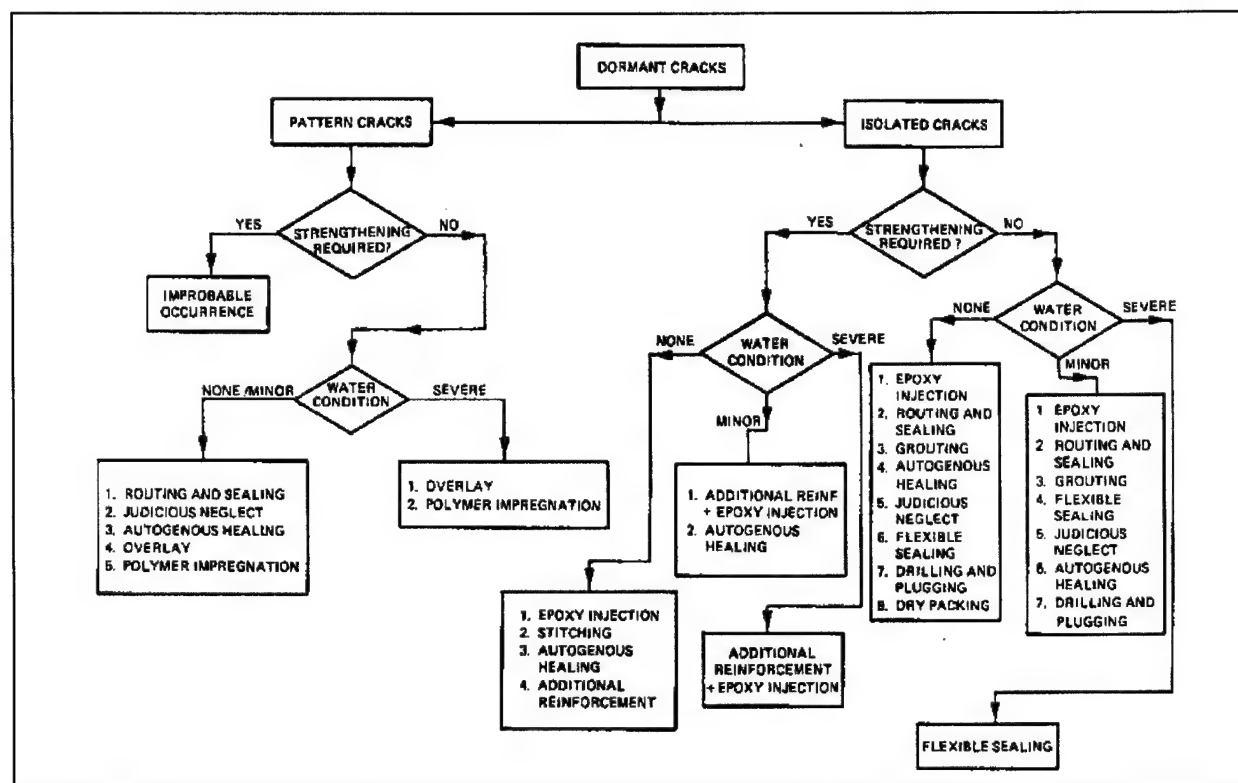 DORMANT CRACKS
PATTERN CRACKS
ISOLATED CRACKS
YES
STRENGTHENING
REQUIRED?
NO
IMPROBABLE
OCCURRENCE
NONE/MINOR
WATER
CONDITION
SEVERE
1. ROUTING AND SEALING
2. JUDICIOUS NEGLECT
3. AUTOGENOUS HEALING
4. OVERLAY
5. POLYMER IMPREGNATION
1. OVERLAY
2. POLYMER IMPREGNATION
YES
STRENGTHENING
REQUIRED ?
NO
NONE
WATER
CONDITION
SEVERE
MINOR
1. EPOXY INJECTION
2. STITCHING
3. AUTOGENOUS
HEALING
4. ADDITIONAL
REINFORCEMENT
1. ADDITIONAL REINF
+ EPOXY INJECTION
2. AUTOGENOUS
HEALING
ADDITIONAL
REINFORCEMENT
+ EPOXY INJECTION
NONE
WATER
CONDITION
SEVERE
MINOR
1. EPOXY
INJECTION
2. ROUTING AND
SEALING
3. GROUTING
4. AUTOGENOUS
HEALING
5. JUDICIOUS
NEGLECT
6. FLEXIBLE
SEALING
7. DRILLING AND
PLUGGING
8. DRY PACKING
1 EPOXY
INJECTION
2 ROUTING AND
SEALING
3. GROUTING
4. FLEXIBLE
SEALING
5. JUDICIOUS
NEGLECT
6. AUTOGENOUS
HEALING
7. DRILLING AND
PLUGGING
FLEXIBLE SEALING